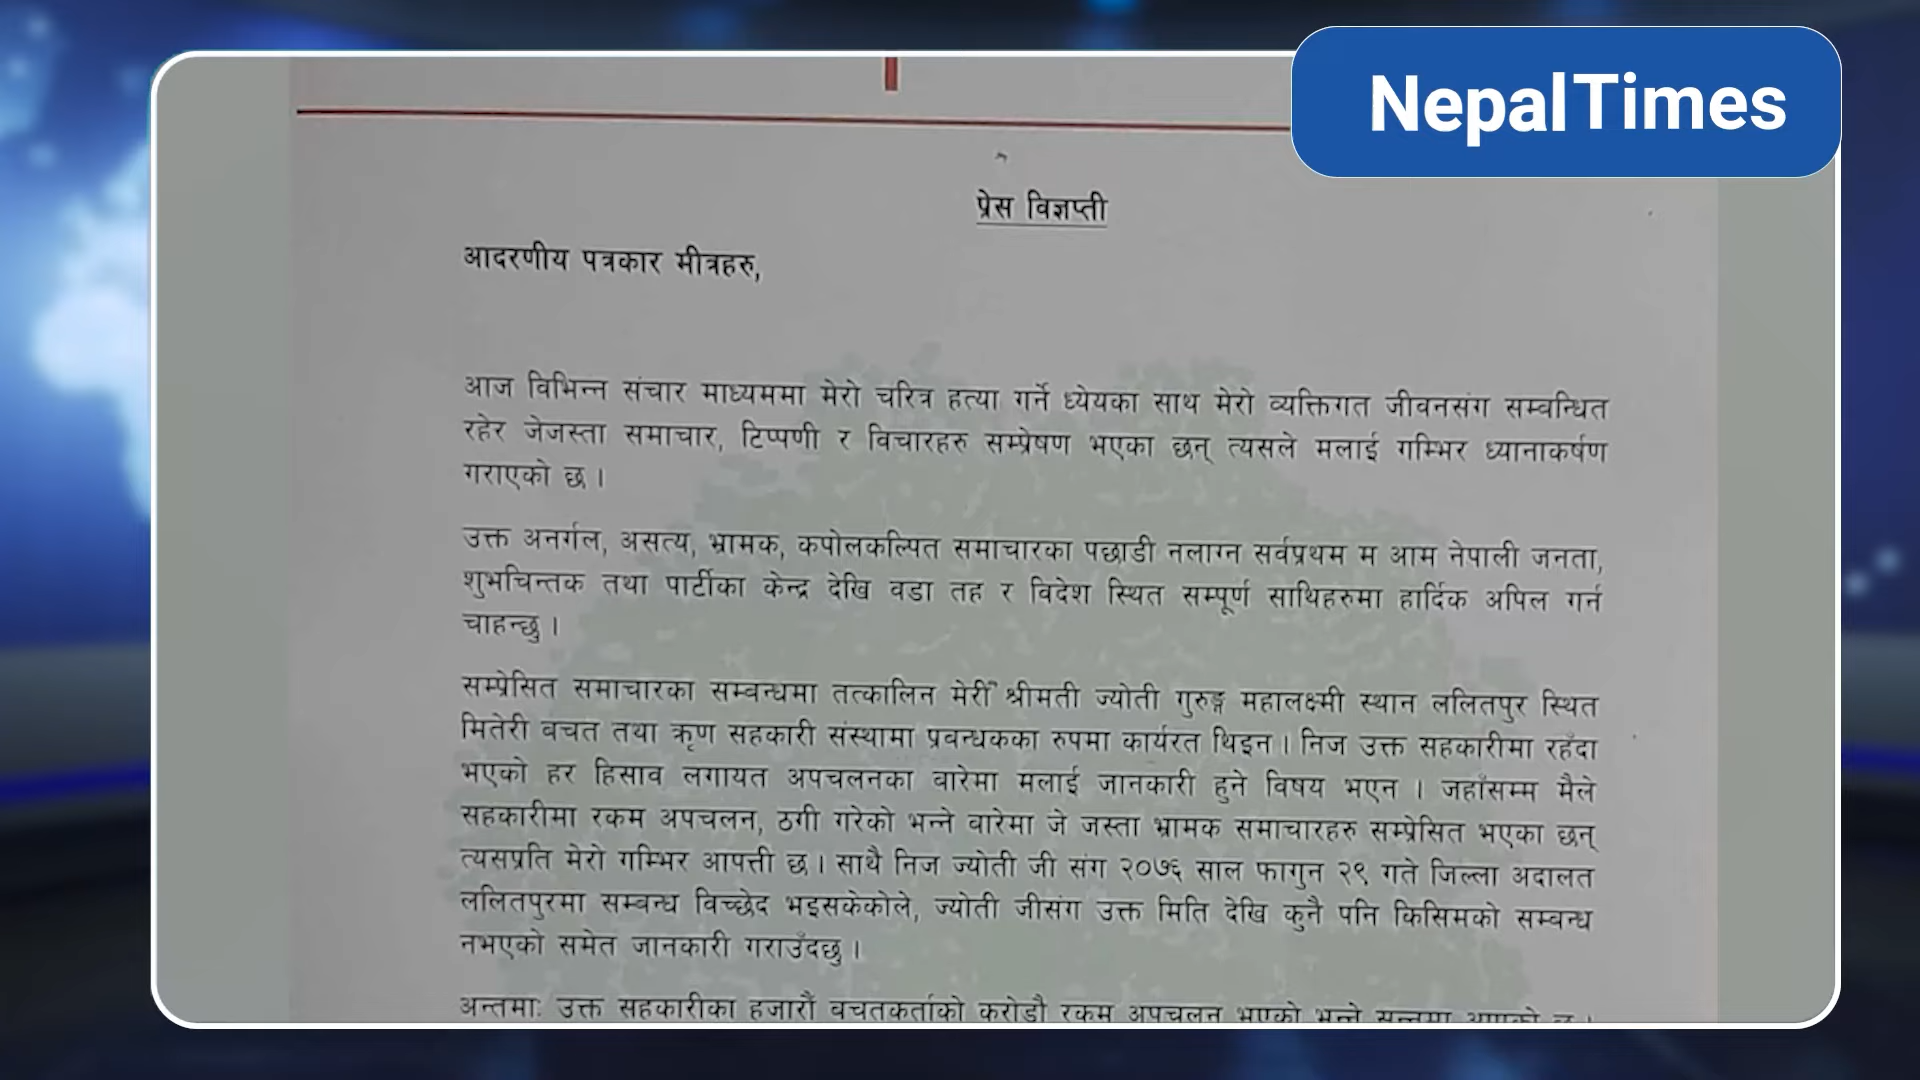 NepalTimes
प्रेस विज्ञप्ती
आदरणीय पत्रकार मीत्रहरु,
आज विभिन्न संचार माध्यममा मेरो चरित्र हत्या गर्ने ध्येयका साथ मेरो व्यक्तिगत जीवनसंग सम्वन्धित
रहेर जेजस्ता समाचार, टिप्पणी र विचारहरु सम्प्रेषण भएका छन् त्यसले मलाई गम्भिर ध्यानाकर्षण
गराएको छ ।
उक्त अनर्गल, असत्य, भ्रामक, कपोलकल्पित समाचारका पछाडी नलाग्न सर्वप्रथम म आम नेपाली जनता,
शुभचिन्तक तथा पार्टीका केन्द्र देखि वडा तह र विदेश स्थित सम्पूर्ण साथिहरुमा हार्दिक अपिल गर्न
चाहन्छु ।
सम्प्रेसित समाचारका सम्वन्धमा तत्कालिन मेरी श्रीमती ज्योती गुरुङ्ग महालक्ष्मी स्थान ललितपुर स्थित
मितेरी बचत तथा ऋण सहकारी संस्थामा प्रबन्धकका रुपमा कार्यरत थिइन । निज उक्त सहकारीमा रहँदा
भएको हर हिसाव लगायत अपचलनका वारेमा मलाई जानकारी हुने विषय भएन । जहाँसम्म मैले
सहकारीमा रकम अपचलन, ठगी गरेको भन्ने वारेमा जे जस्ता भ्रामक समाचारहरु सम्प्रेसित भएका छन्
त्यसप्रति मेरो गम्भिर आपत्ती छ । साथै निज ज्योती जी संग २०७६ साल फागुन २९ गते जिल्ला अदालत
ललितपुरमा सम्बन्ध विच्छेद भइसकेकोले, ज्योती जीसंग उक्त मिति देखि कुनै पनि किसिमको सम्वन्ध
नभएको समेत जानकारी गराउँदछु ।
अन्तमाः उक्त सहकारीका हजारौं वचतकर्ताको करोडौ रकम अपचलन भएको भन्ने सुन्नमा आएको छ ।